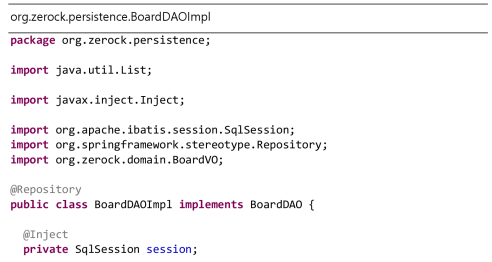 org.zerock.persistence.BoardDAOImpl
package org.zerock.persistence;
import java.util.List;
import javax.inject.Inject;
import org.apache.ibatis.session.SqlSession;
import org.springframework.stereotype.Repository;
import org.zerock.domain.BoardVO;
@Repository
public class BoardDAOImpl implements BoardDAO {
@Inject
private SqlSession session;